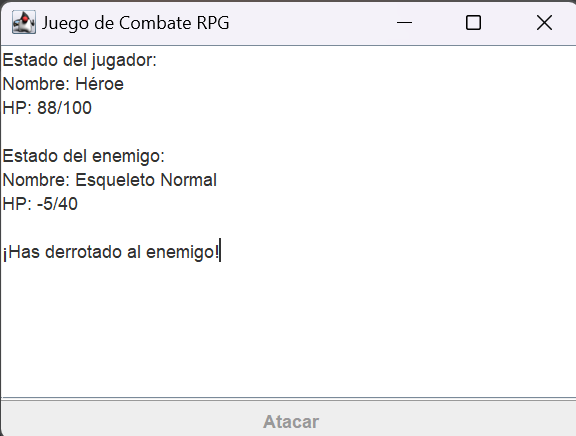 Juego de Combate RPG
Estado del jugador:
Nombre: Héroe
HP: 88/100
Estado del enemigo:
Nombre: Esqueleto Normal
HP: -5/40
¡Has derrotado al enemigo!
Atacar